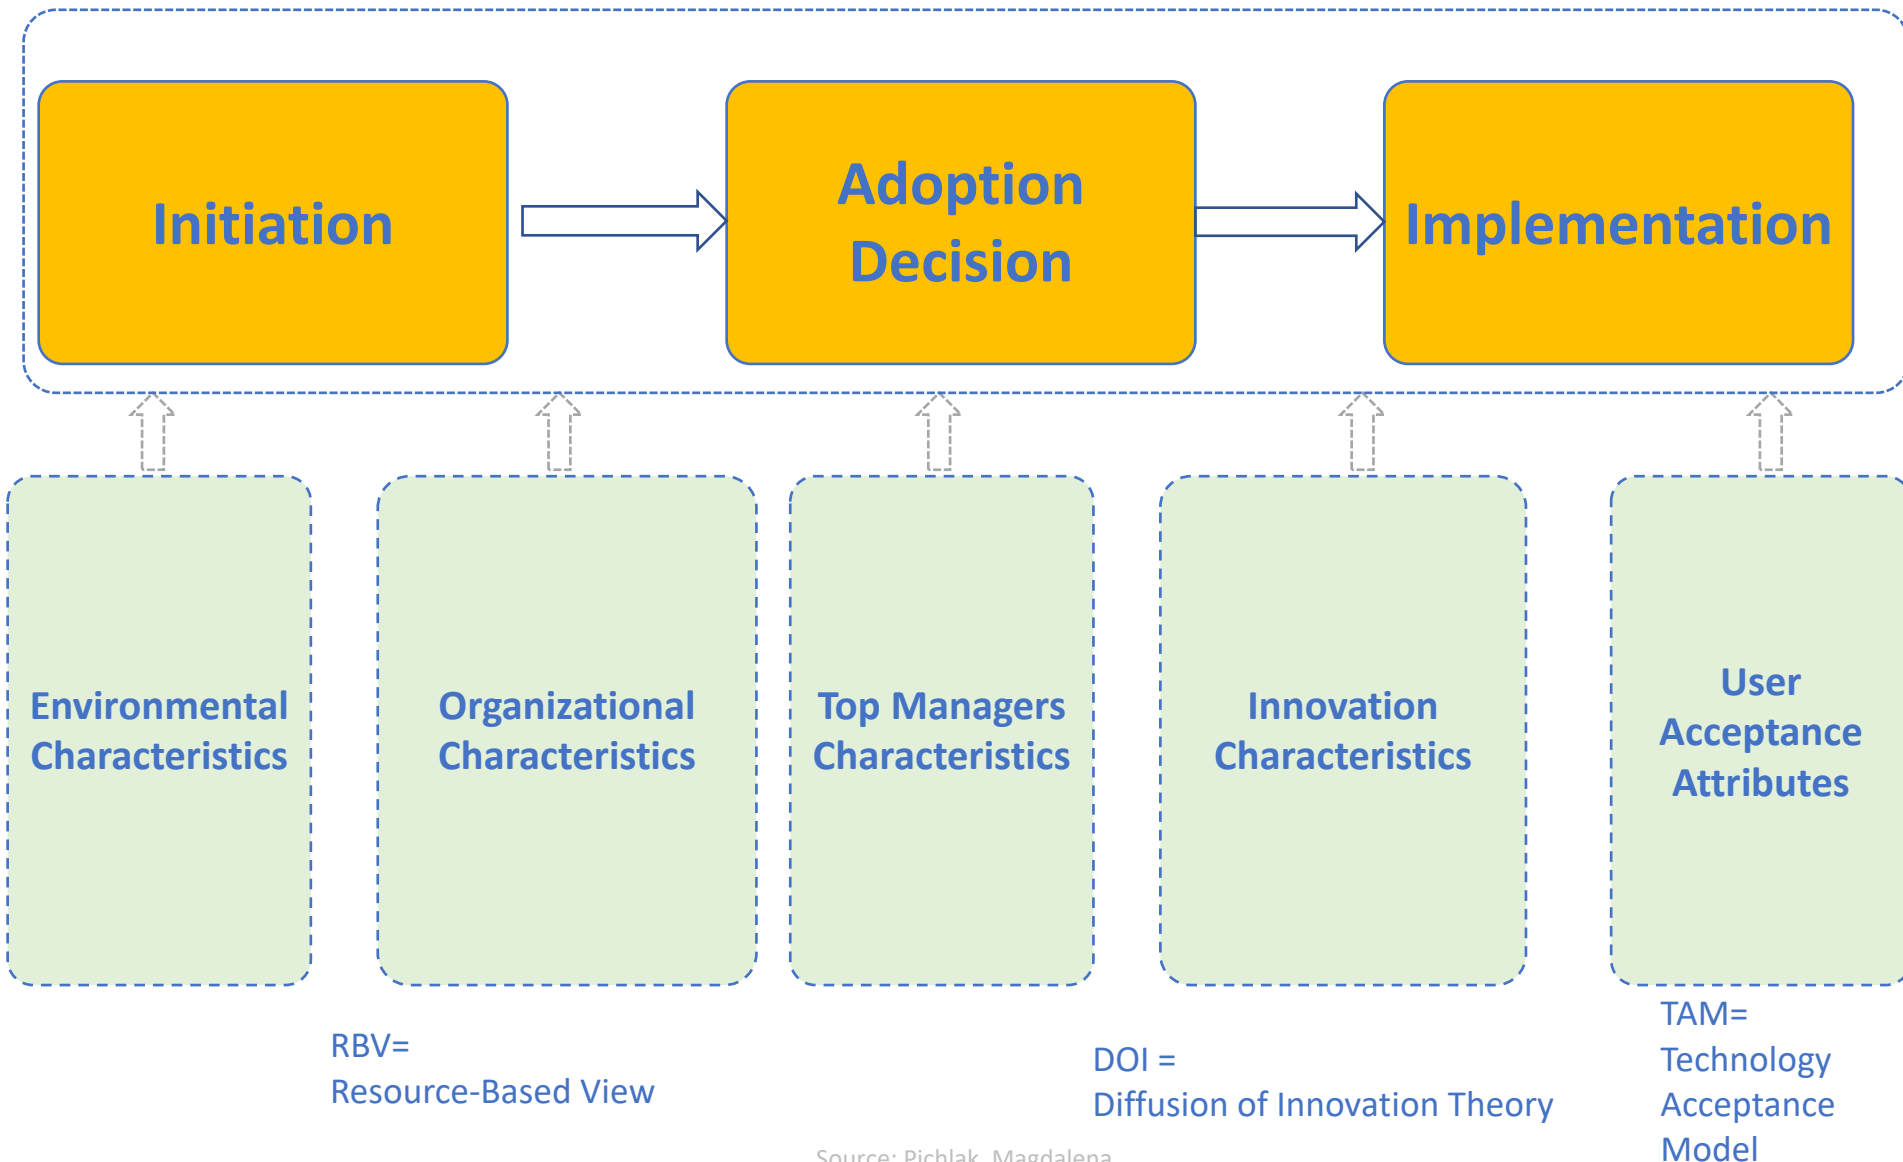 Initiation
Adoption
Decision
Implementation
Environmental
Characteristics
Organizational
Characteristics
Top Managers
Characteristics
Innovation
Characteristics
User
Acceptance
Attributes
RBV=
Resource-Based View
DOI =
Diffusion of Innovation Theory
TAM=
Technology
Acceptance
Model
Source: Pichlak, Magdalena